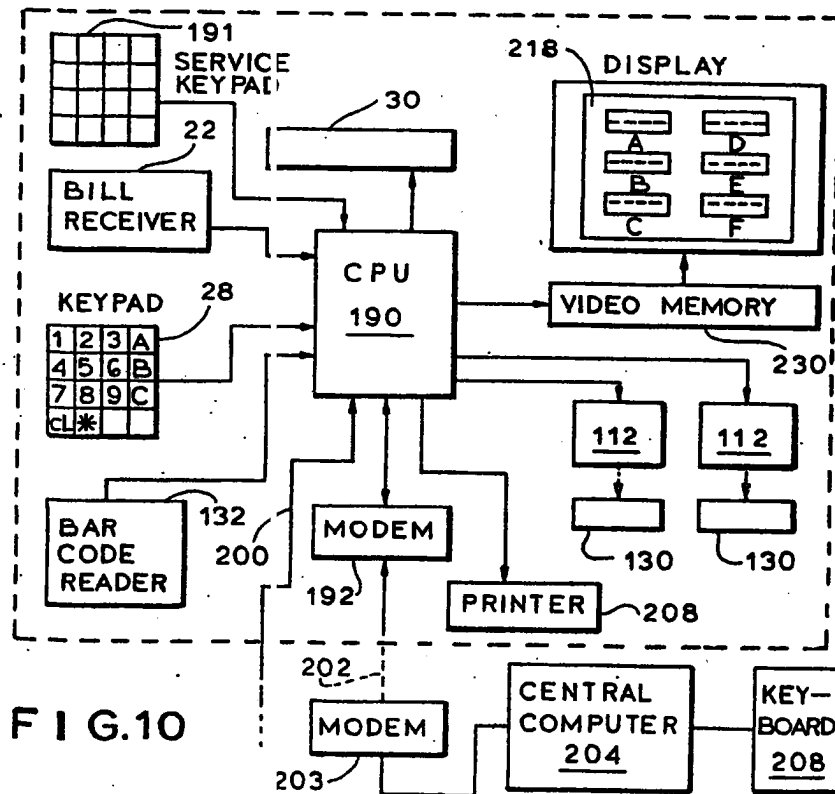 191
SERVICE
KEYPAD
22
BILL
RECEIVER
30
218
DISPLAY
A
D
B
E
C
F
CPU
190
VIDEO MEMORY
230
KEYPAD
28
1 2 3 A
4 5 6 B
7 8 9 C
CL *
112
112
132
BAR
CODE
READER
200
MODEM
192
130
130
PRINTER
208
202
FIG.10
MODEM
203
CENTRAL
COMPUTER
204
KEY-
BOARD
208